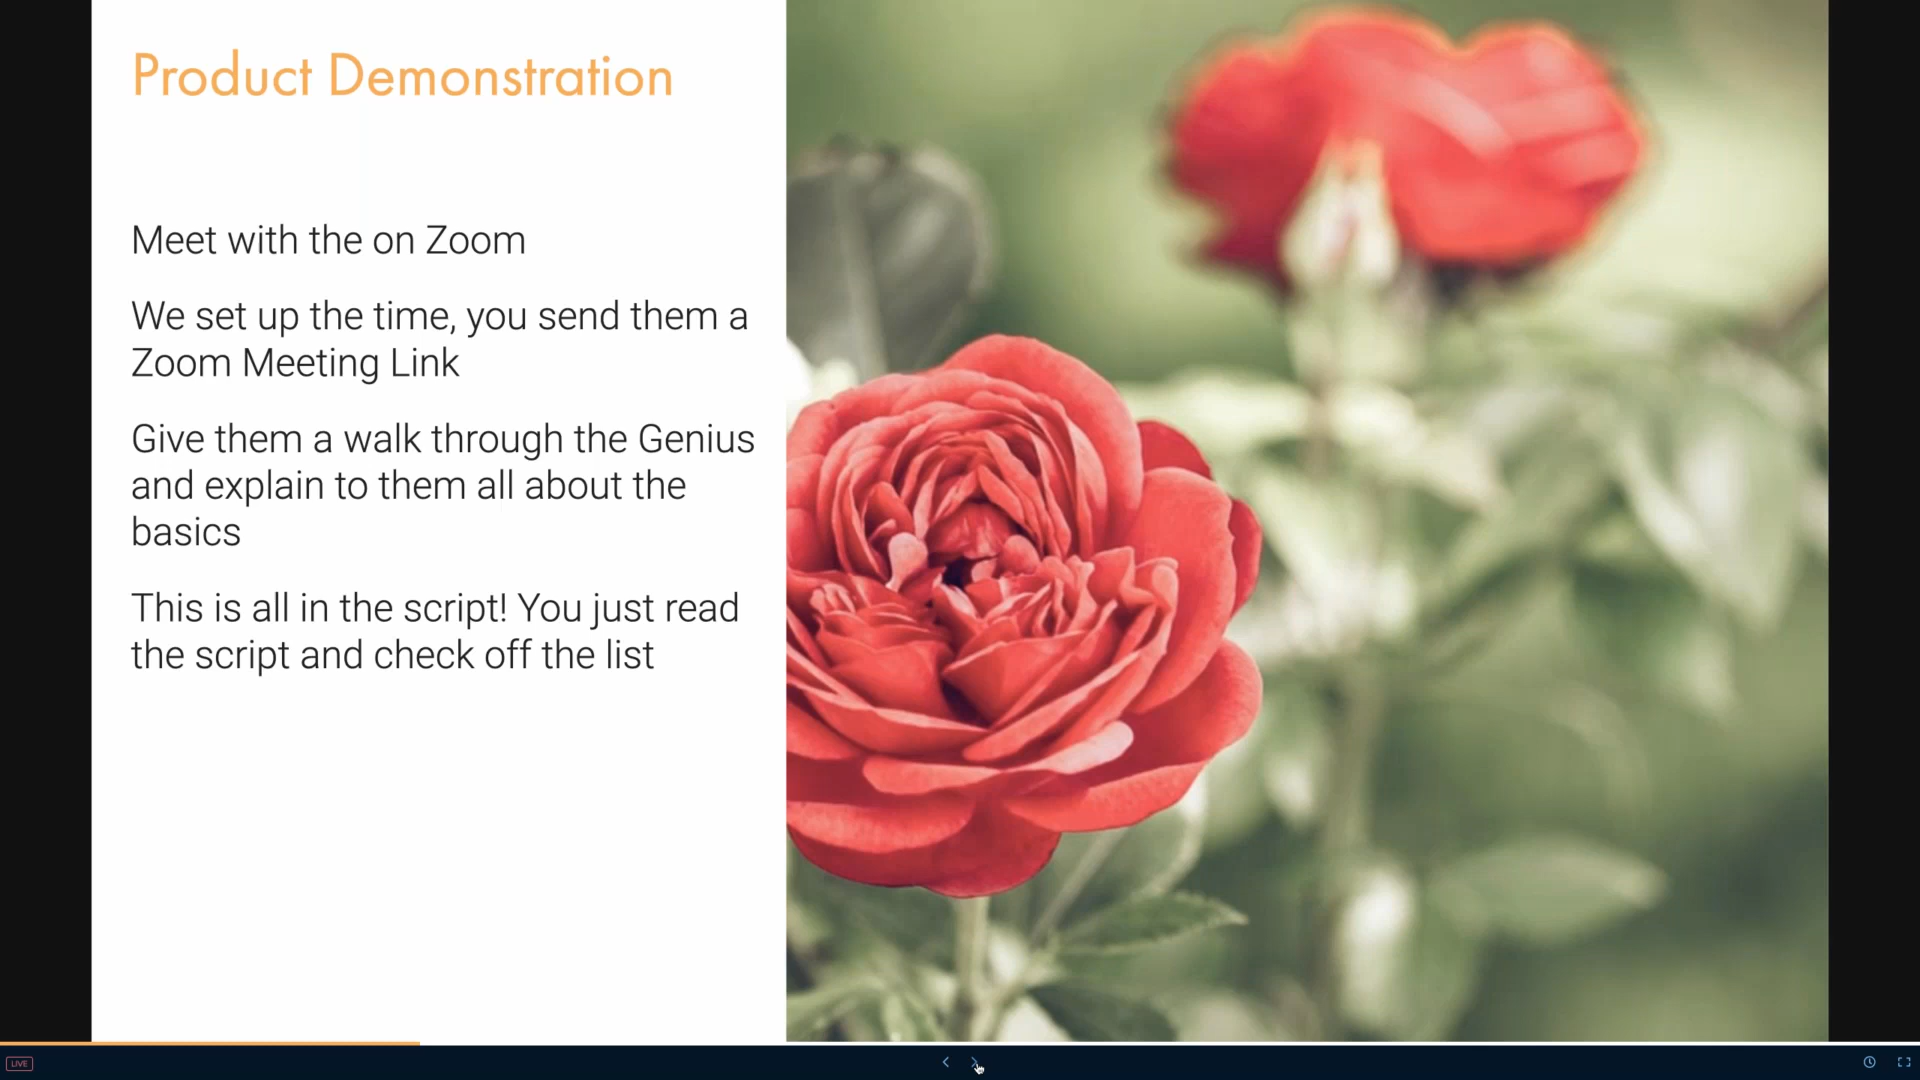 Product Demonstration
Meet with the on Zoom
We set up the time, you send them a
Zoom Meeting Link
Give them a walk through the Genius
and explain to them all about the
basics
This is all in the script! You just read
the script and check off the list
LIVE